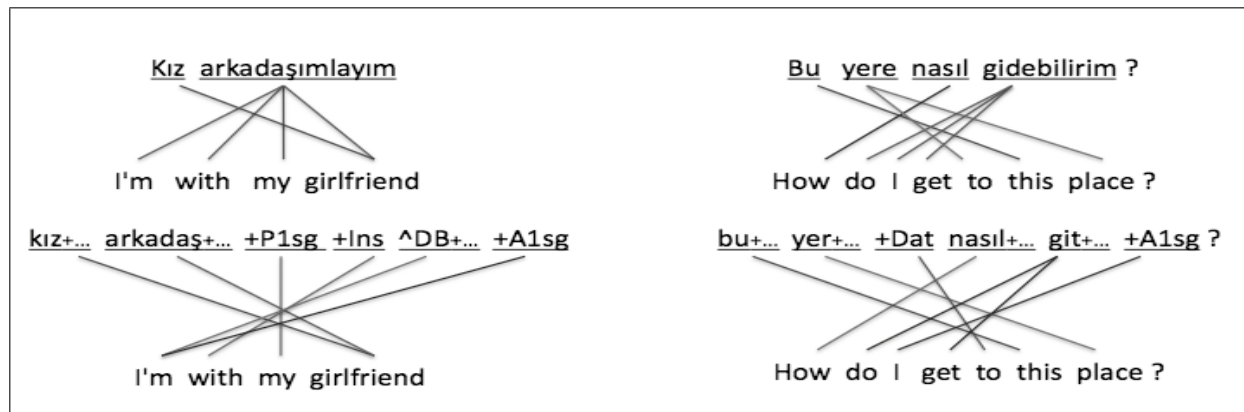 Kız arkadaşımlayım
I'm with my girlfriend
kız+... arkadaş+... +P1sg +Ins ^DB+... +A1sg
I'm with my girlfriend
Bu yere nasıl gidebilirim ?
How do I get to this place ?
bu+... yer+... +Dat nasıl+... git+... +A1sg ?
How do I get to this place ?